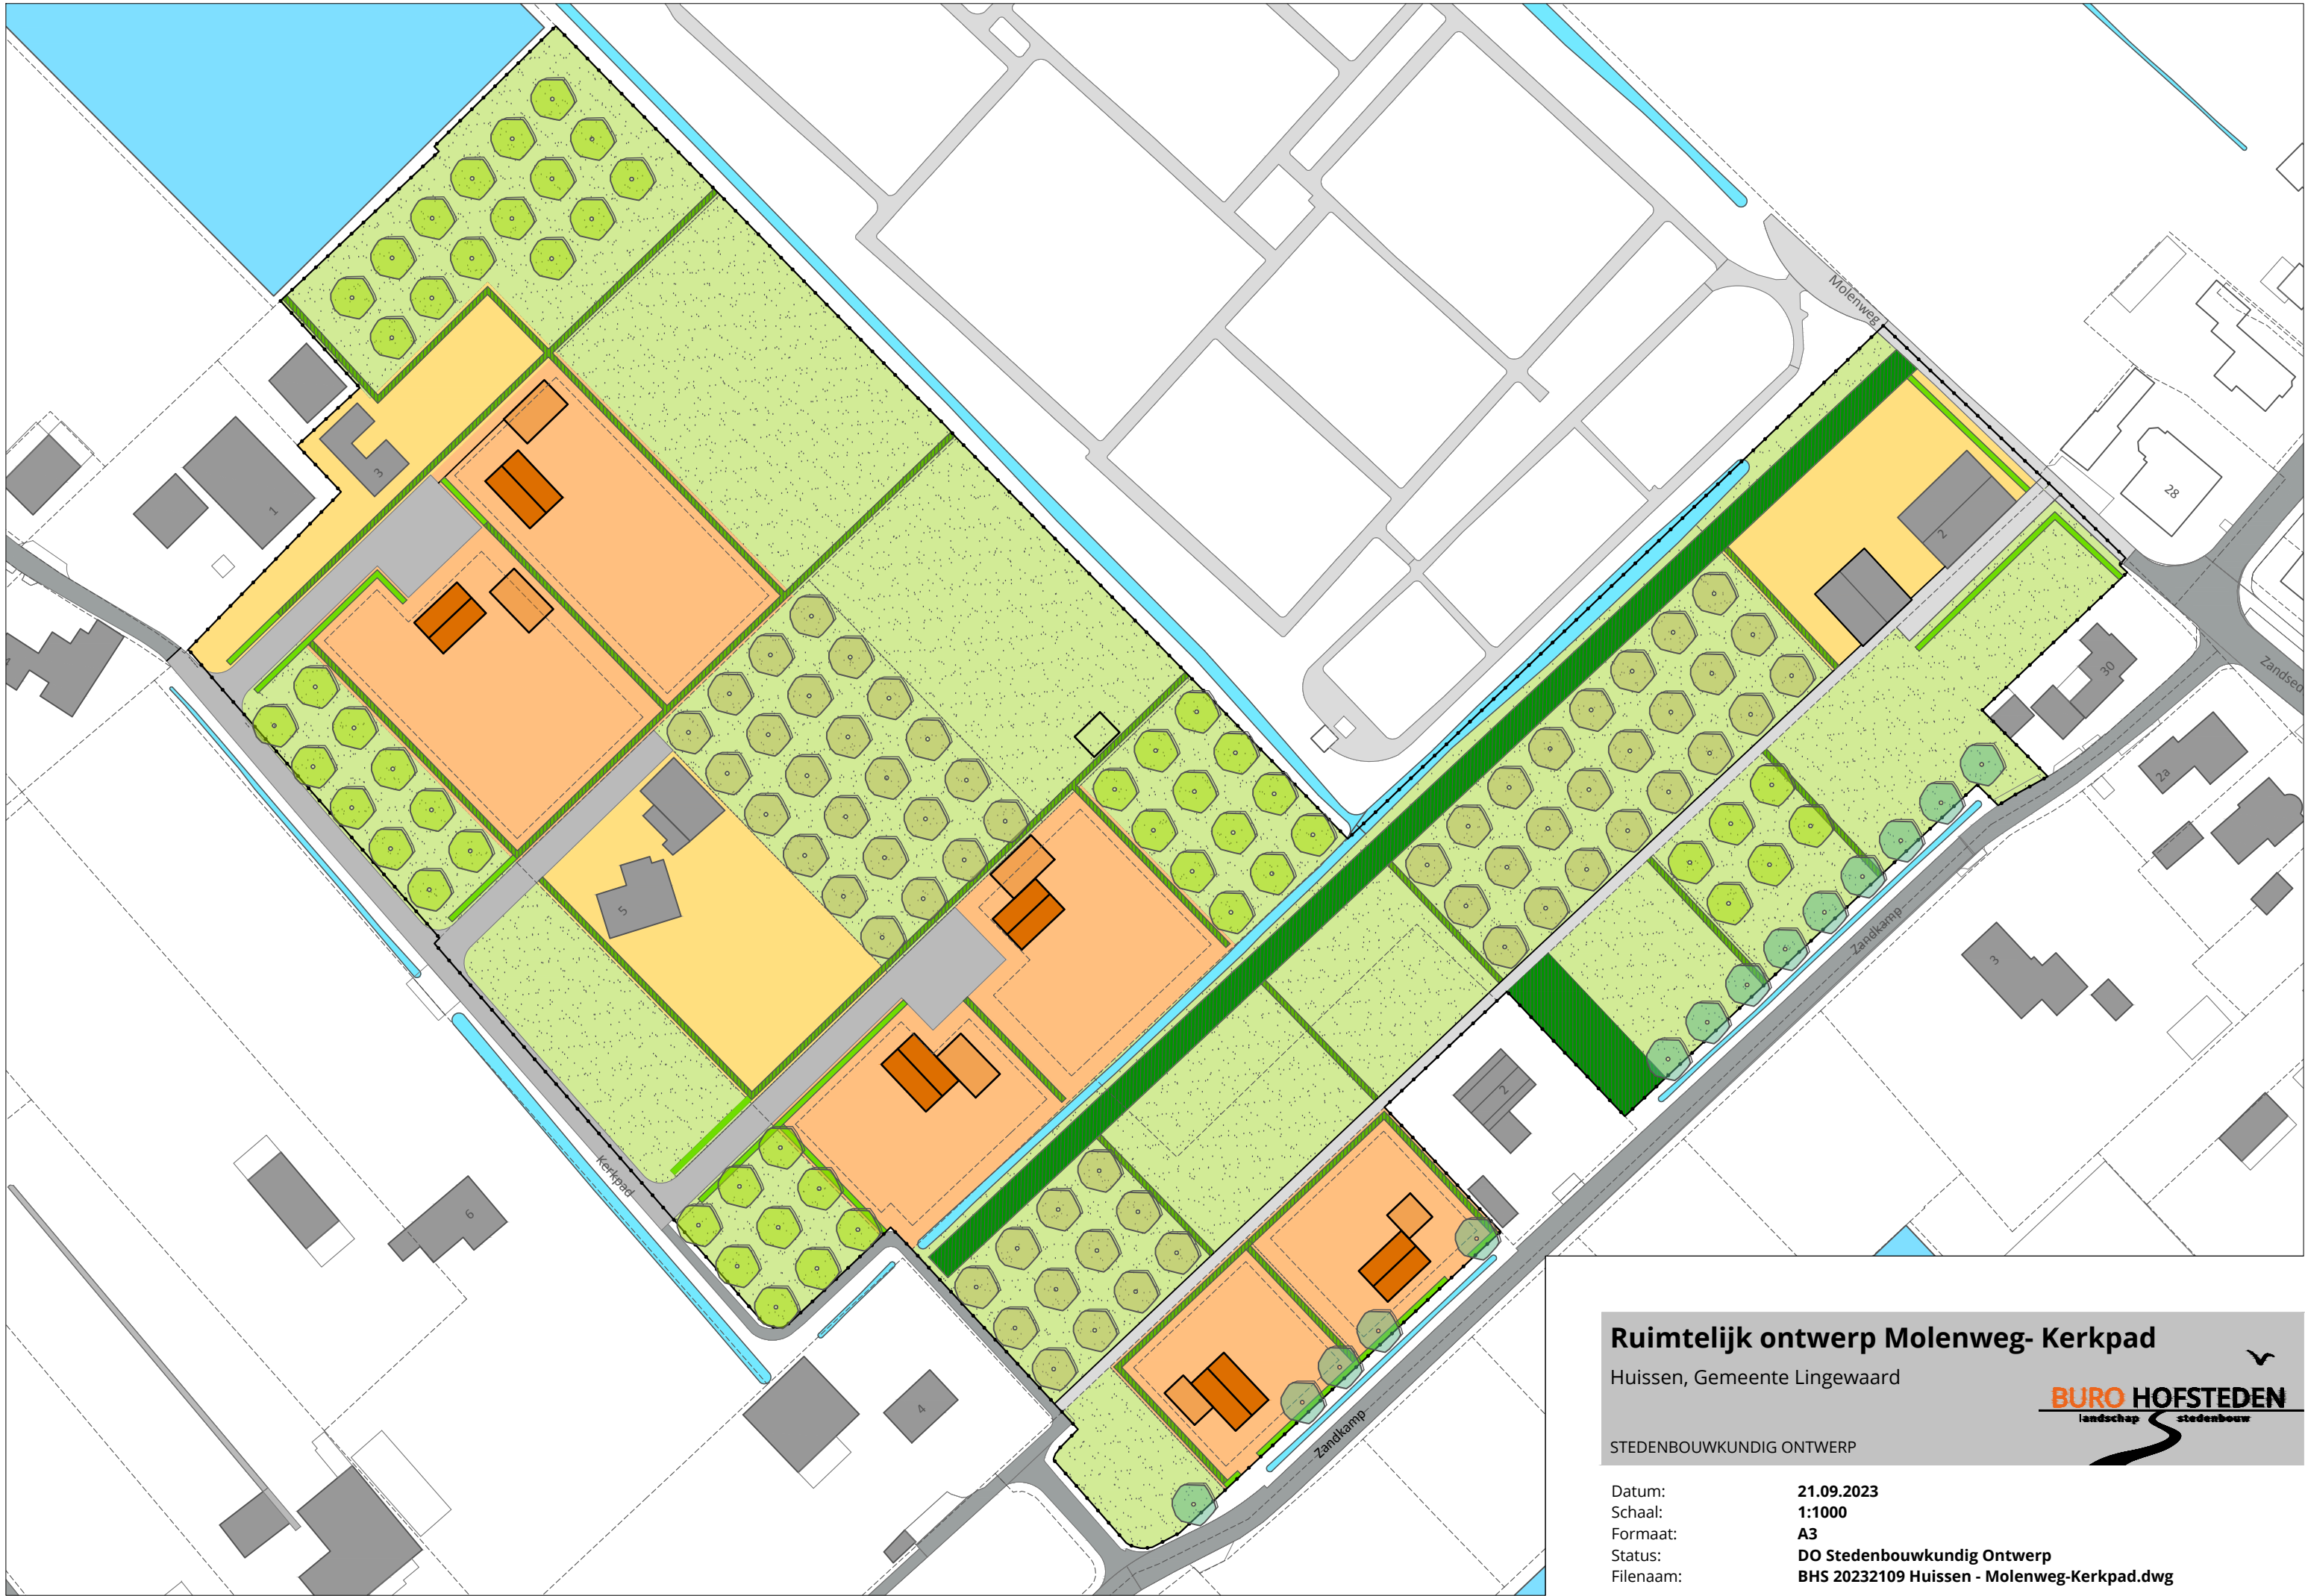 Molenweg
28
3
1
2
30
Zandsed
2a
5
Zandkamp
3
2
Kerkpad
6
4
Zandkamp
Ruimtelijk ontwerp Molenweg- Kerkpad
Huissen, Gemeente Lingewaard
BURO HOFSTEDEN
landschap stedenbouw
STEDENBOUWKUNDIG ONTWERP
Datum: 21.09.2023
Schaal: 1:1000
Formaat: A3
Status: DO Stedenbouwkundig Ontwerp
Filenaam: BHS 20232109 Huissen - Molenweg-Kerkpad.dwg